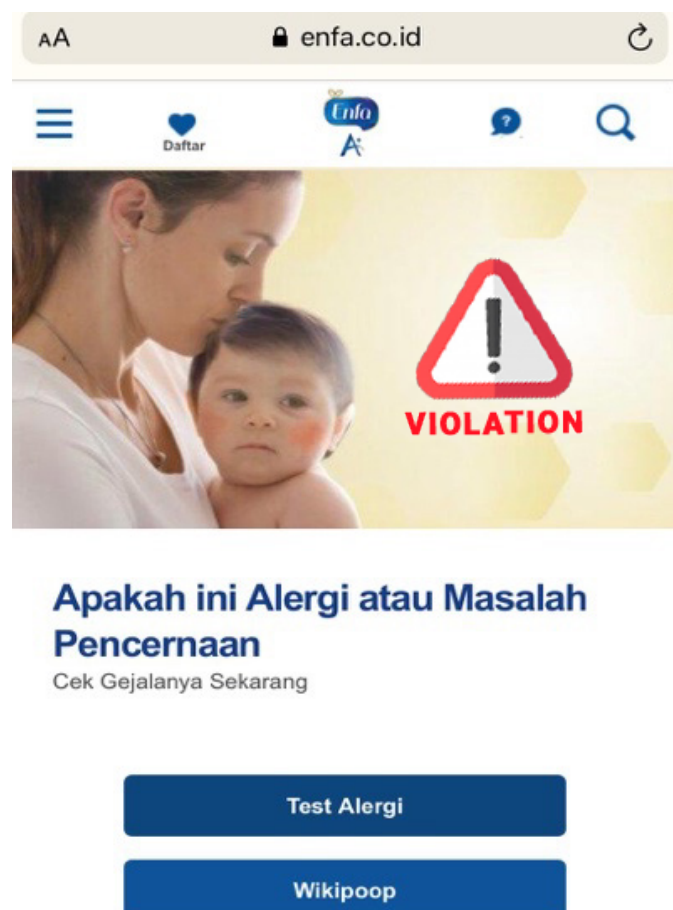 AA
enfa.co.id
Daftar
Enfa
A+
?
!
VIOLATION
Apakah ini Alergi atau Masalah
Pencernaan
Cek Gejalanya Sekarang
Test Alergi
Wikipoop